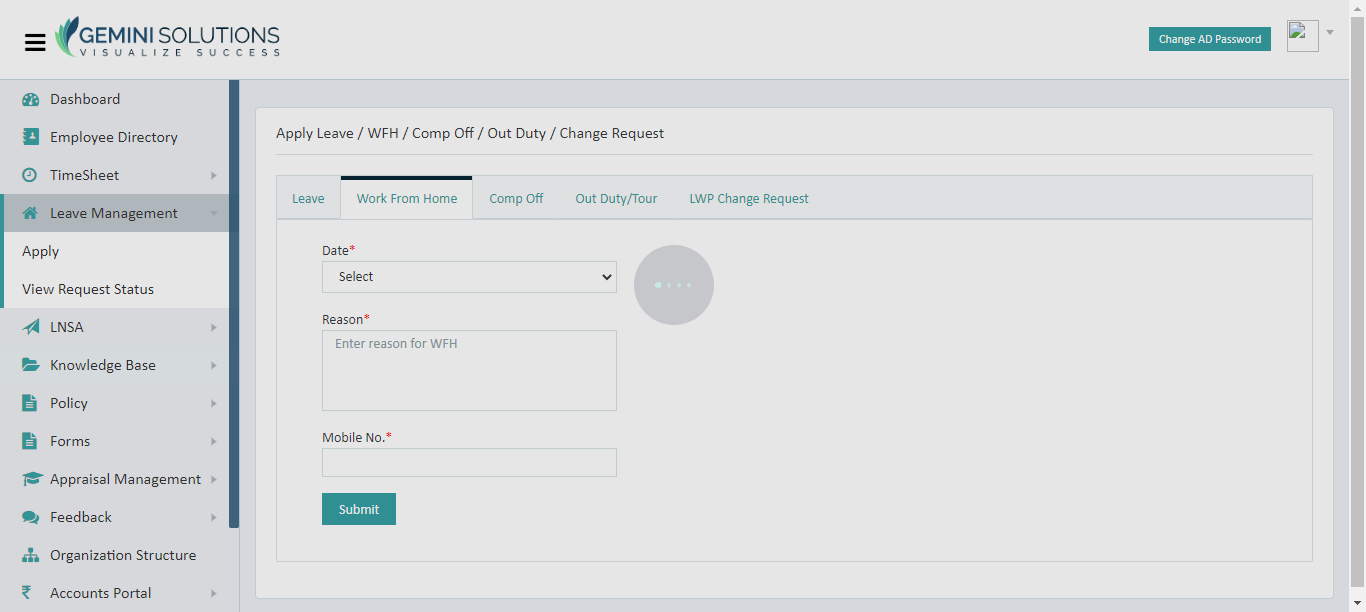 GEMINI SOLUTIONS
VISUALIZE SUCCESS
Change AD Password
Dashboard
Employee Directory
TimeSheet
Leave Management
Apply
View Request Status
LNSA
Knowledge Base
Policy
Forms
Appraisal Management
Feedback
Organization Structure
Accounts Portal
Apply Leave / WFH / Comp Off / Out Duty / Change Request
Leave Work From Home Comp Off Out Duty/Tour LWP Change Request
Date*
Select
Reason*
Enter reason for WFH
Mobile No.*
Submit